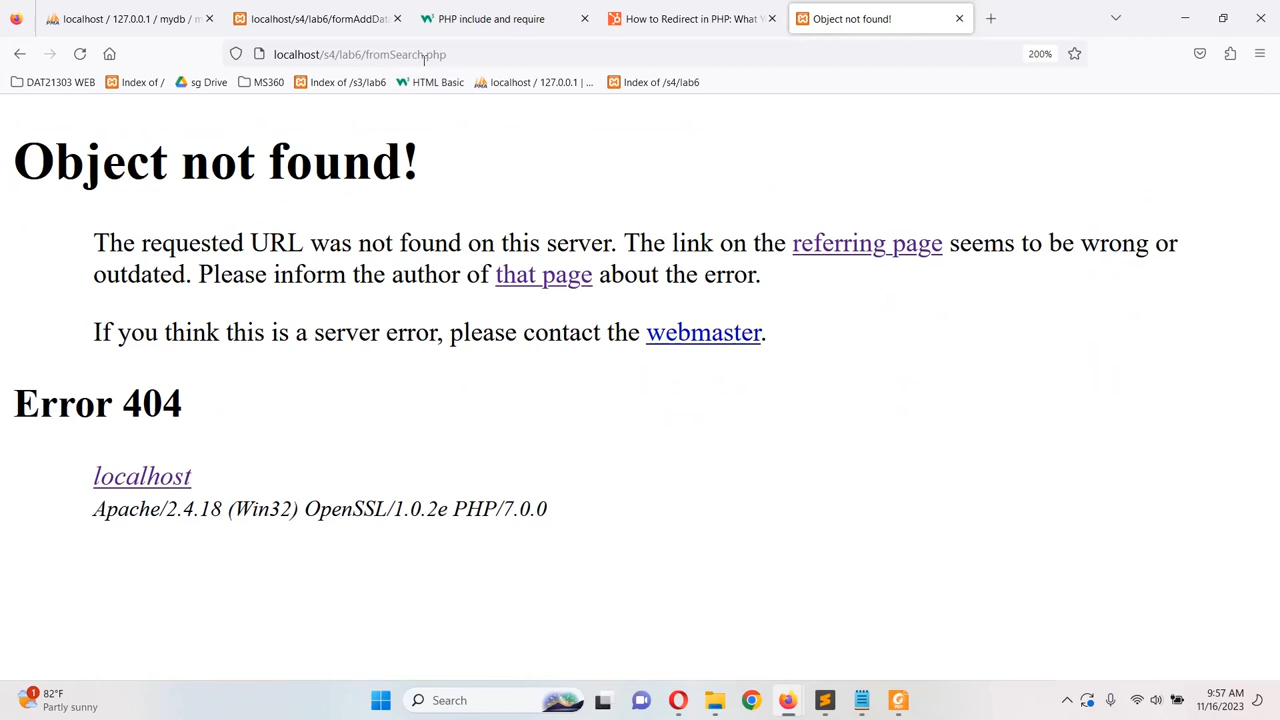 localhost / 127.0.0.1 / mydb / m
localhost/s4/lab6/formAddDat
PHP include and require
How to Redirect in PHP: What Y
Object not found!
localhost/s4/lab6/fromSearch.php
200%
DAT21303 WEB
Index of /
sg Drive
MS360
Index of /s3/lab6
HTML Basic
localhost / 127.0.0.1 | ...
Index of /s4/lab6
Object not found!
The requested URL was not found on this server. The link on the referring page seems to be wrong or
outdated. Please inform the author of that page about the error.
If you think this is a server error, please contact the webmaster.
Error 404
localhost
Apache/2.4.18 (Win32) OpenSSL/1.0.2e PHP/7.0.0
1
82°F
Partly sunny
Search
9:57 AM
11/16/2023